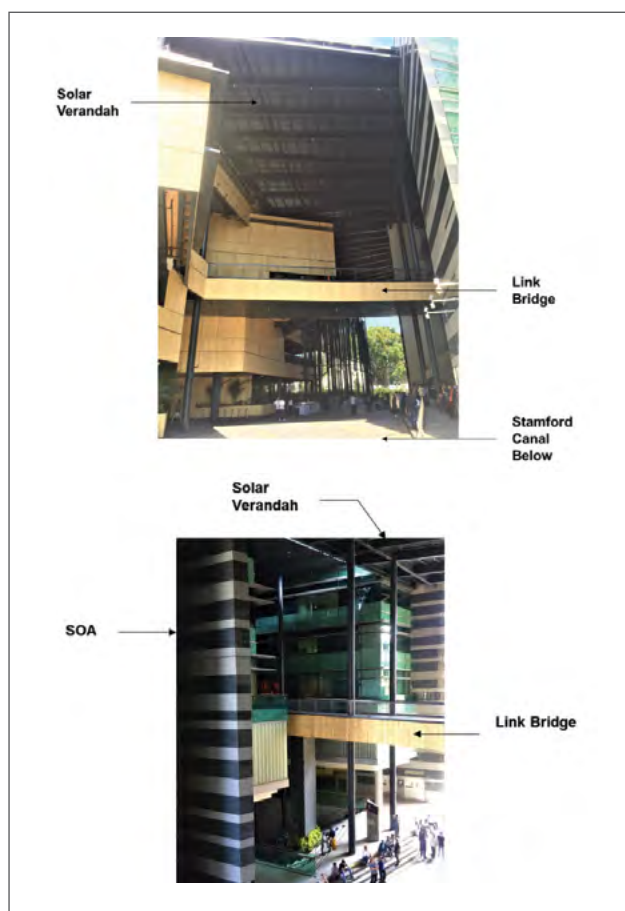 Solar
Verandah
Link
Bridge
Stamford
Canal
Below
Solar
Verandah
SOA
Link Bridge